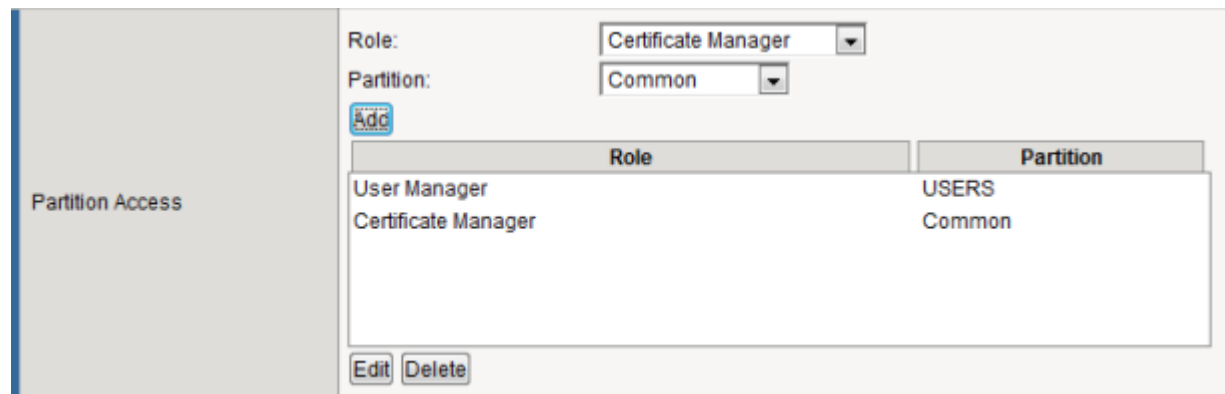 Role: Certificate Manager
Partition: Common
Add
Role Partition
Partition Access
User Manager USERS
Certificate Manager Common
Edit Delete